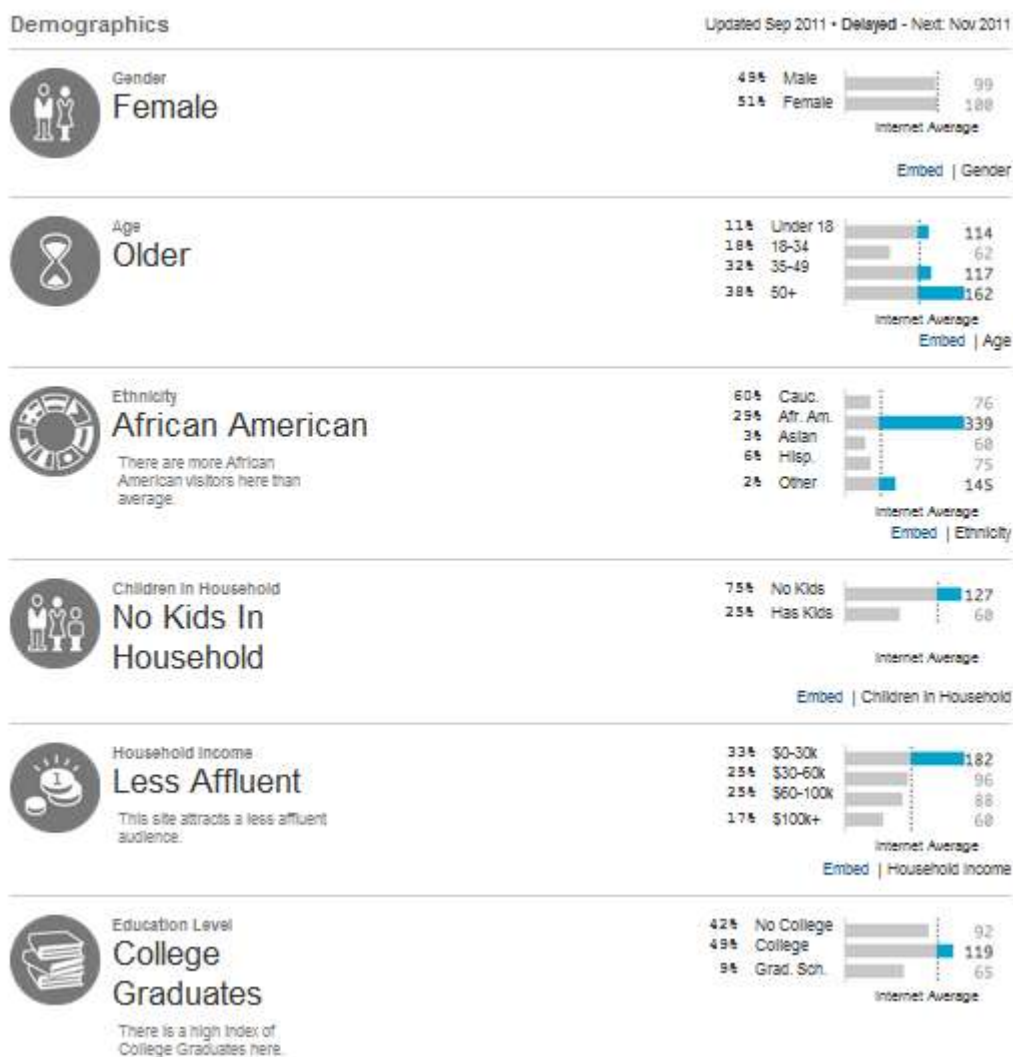 Demographics
Updated Sep 2011 • Delayed - Next: Nov 2011
Gender
Female
49% Male 99
51% Female 100
Internet Average
Embed | Gender
Age
Older
11% Under 18 114
18% 18-34 62
32% 35-49 117
38% 50+ 162
Internet Average
Embed | Age
Ethnicity
African American
There are more African
American visitors here than
average.
60% Cauc. 76
29% Afr. Am. 339
3% Asian 60
6% Hisp. 75
2% Other 145
Internet Average
Embed | Ethnicity
Children in Household
No Kids In
Household
75% No Kids 127
25% Has Kids 60
Internet Average
Embed | Children in Household
Household Income
Less Affluent
This site attracts a less affluent
audience.
33% $0-30k 182
25% $30-60k 96
25% $60-100k 88
17% $100k+ 60
Internet Average
Embed | Household Income
Education Level
College
Graduates
There is a high index of
College Graduates here.
42% No College 92
49% College 119
9% Grad. Sch. 65
Internet Average